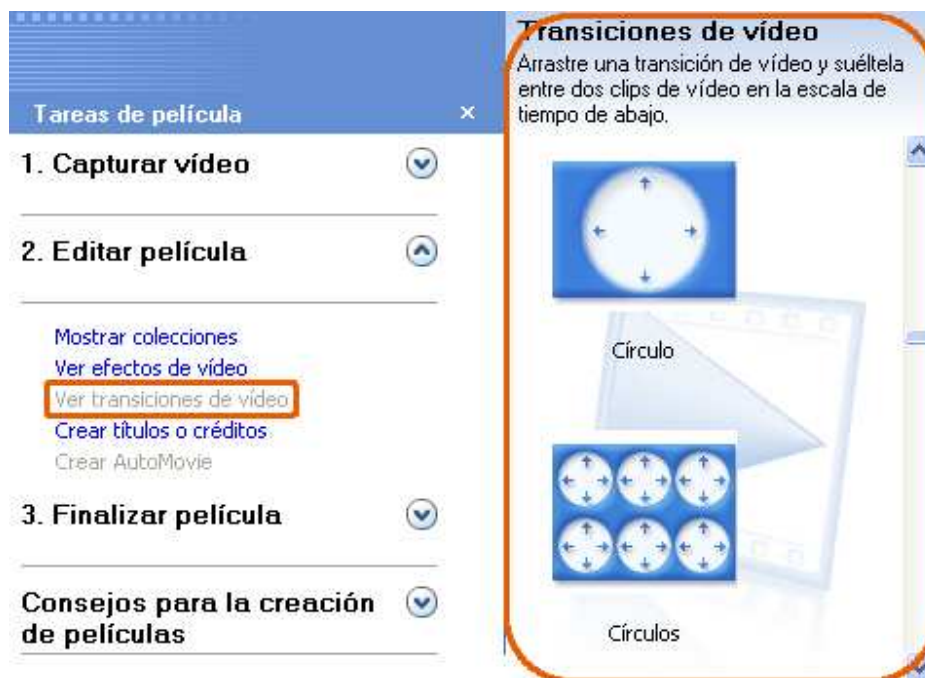 Tareas de película
×
1. Capturar vídeo
2. Editar película
Mostrar colecciones
Ver efectos de vídeo
Ver transiciones de vídeo
Crear títulos o créditos
Crear AutoMovie
3. Finalizar película
Consejos para la creación
de películas
Transiciones de vídeo
Arrastre una transición de vídeo y suéltela
entre dos clips de vídeo en la escala de
tiempo de abajo.
Círculo
Círculos